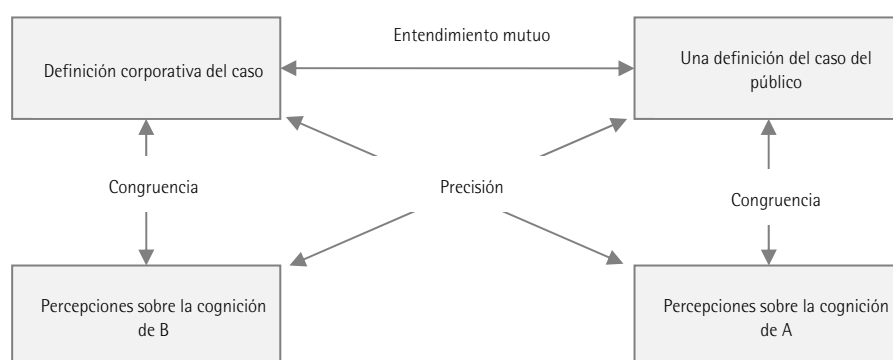 Entendimiento mutuo
Definición corporativa del caso
Una definición del caso del
público
Congruencia
Precisión
Congruencia
Percepciones sobre la cognición
de B
Percepciones sobre la cognición
de A